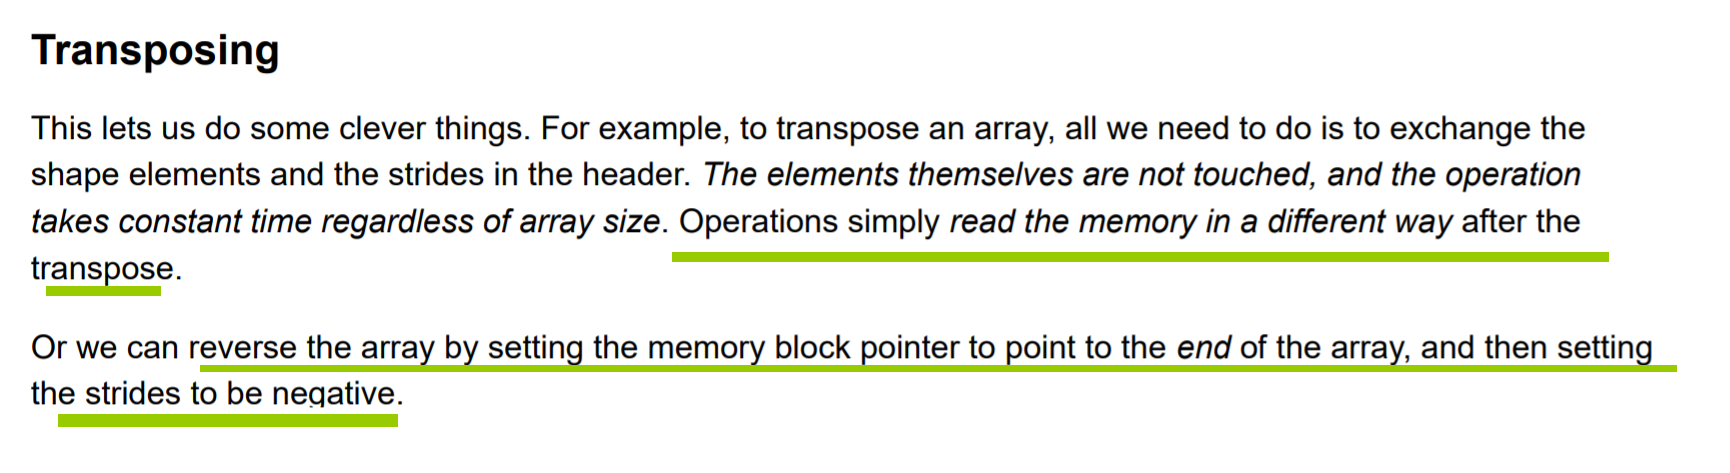 Transposing
This lets us do some clever things. For example, to transpose an array, all we need to do is to exchange the
shape elements and the strides in the header. The elements themselves are not touched, and the operation
takes constant time regardless of array size. Operations simply read the memory in a different way after the
transpose.
Or we can reverse the array by setting the memory block pointer to point to the end of the array, and then setting
the strides to be negative.